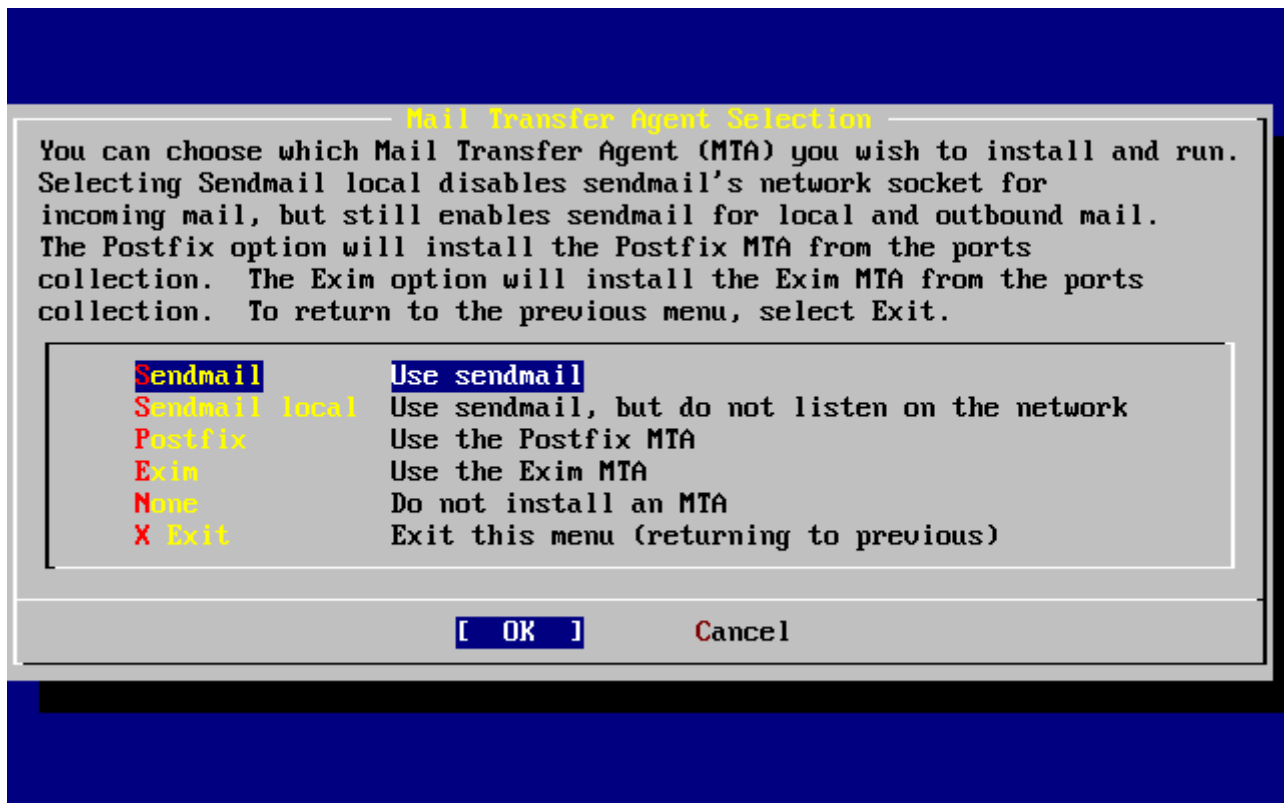 Mail Transfer Agent Selection
You can choose which Mail Transfer Agent (MTA) you wish to install and run.
Selecting Sendmail local disables sendmail's network socket for
incoming mail, but still enables sendmail for local and outbound mail.
The Postfix option will install the Postfix MTA from the ports
collection.  The Exim option will install the Exim MTA from the ports
collection.  To return to the previous menu, select Exit.
Sendmail Use sendmail
Sendmail local Use sendmail, but do not listen on the network
Postfix Use the Postfix MTA
Exim Use the Exim MTA
None Do not install an MTA
X Exit Exit this menu (returning to previous)
[ OK ] Cancel